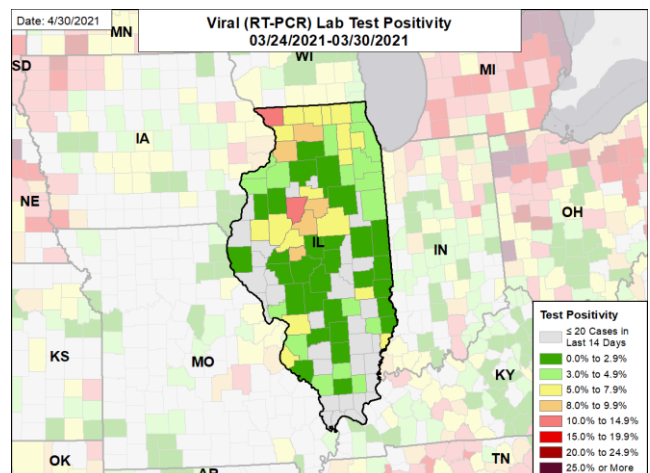 Date: 4/30/2021
Viral (RT-PCR) Lab Test Positivity
03/24/2021-03/30/2021
MN
SD
WI
MI
IA
NE
OH
IL
IN
KS
MO
KY
OK
AR
TN
Test Positivity
≤ 20 Cases in
Last 14 Days
0.0% to 2.9%
3.0% to 4.9%
5.0% to 7.9%
8.0% to 9.9%
10.0% to 14.9%
15.0% to 19.9%
20.0% to 24.9%
25.0% or More